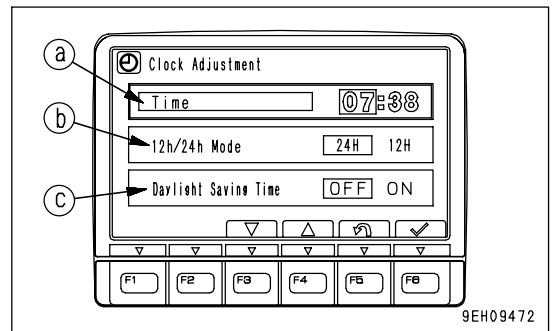 Clock Adjustment
a
Time 07:38
b
12h/24h Mode 24H 12H
c
Daylight Saving Time OFF ON
F1 F2 F3 F4 F5 F6
9EH09472